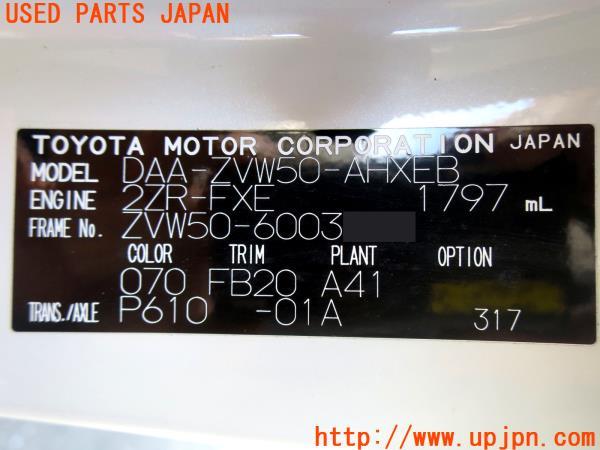 USED PARTS JAPAN
TOYOTA MOTOR CORPORATION JAPAN
MODEL DAA-ZVW50-AHXEB
ENGINE 2ZR-FXE 1797 mL
FRAME No. ZVW50-6003
COLOR TRIM PLANT OPTION
070 FB20 A41
TRANS./AXLE P610 -01A 317
http://www.upjpn.com/